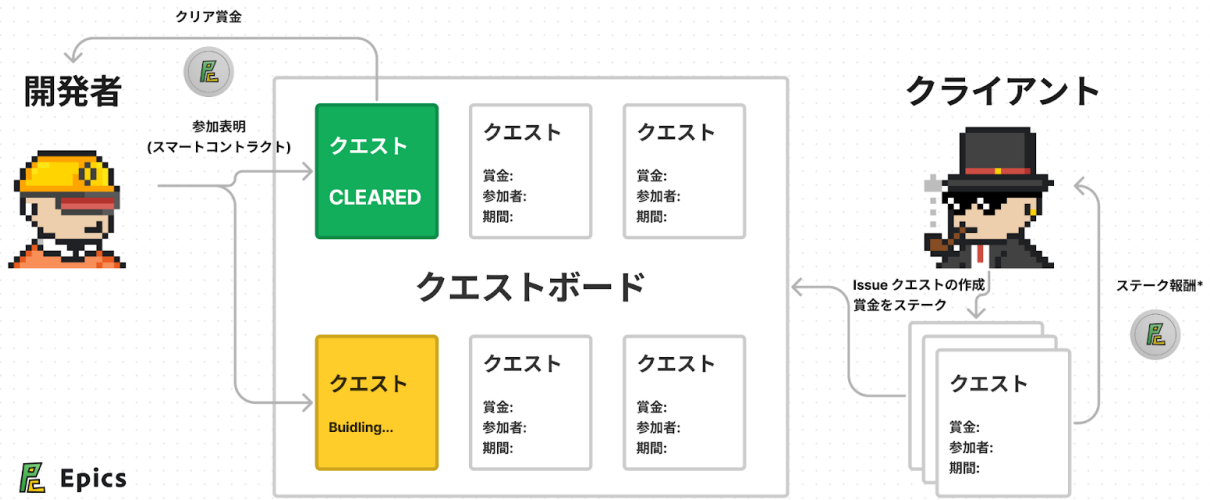 クリア賞金
開発者
参加表明
(スマートコントラクト)
クエスト
CLEARED
クエスト
賞金:
参加者:
期間:
クエスト
賞金:
参加者:
期間:
クエストボード
クエスト
Buidling...
クエスト
賞金:
参加者:
期間:
クエスト
賞金:
参加者:
期間:
クライアント
Issue クエストの作成
賞金をステーク
ステーク報酬*
クエスト
賞金:
参加者:
期間:
Epics